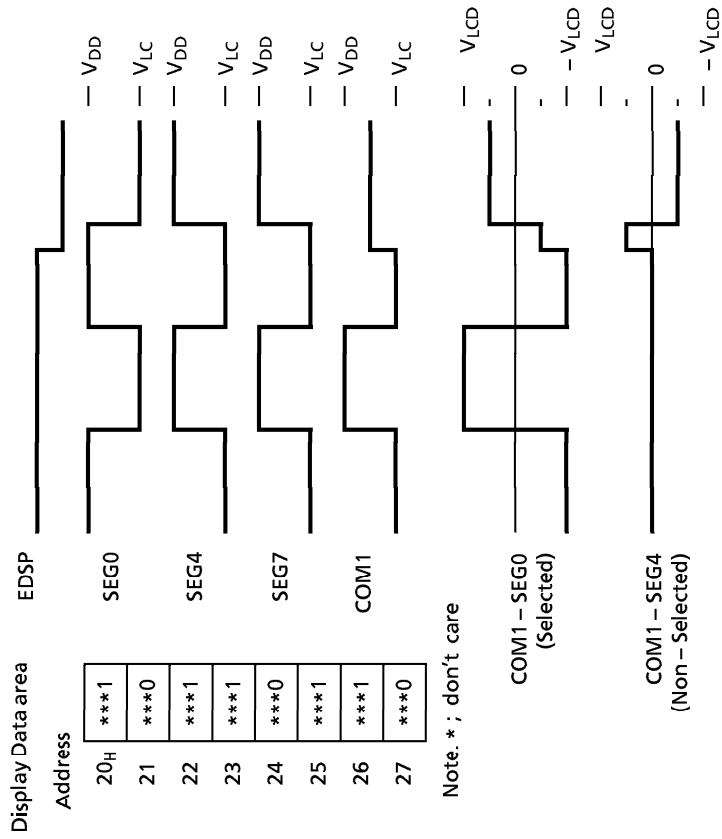 Display Data area
Address
20H ***1
21 ***0
22 ***1
23 ***1
24 ***0
25 ***1
26 ***1
27 ***0
Note. * ; don't care
EDSP
SEG0
VDD
VLC
SEG4
VDD
VLC
SEG7
VDD
VLC
COM1
VDD
VLC
COM1 – SEG0
(Selected)
VLCD
0
– VLCD
COM1 – SEG4
(Non – Selected)
VLCD
0
– VLCD